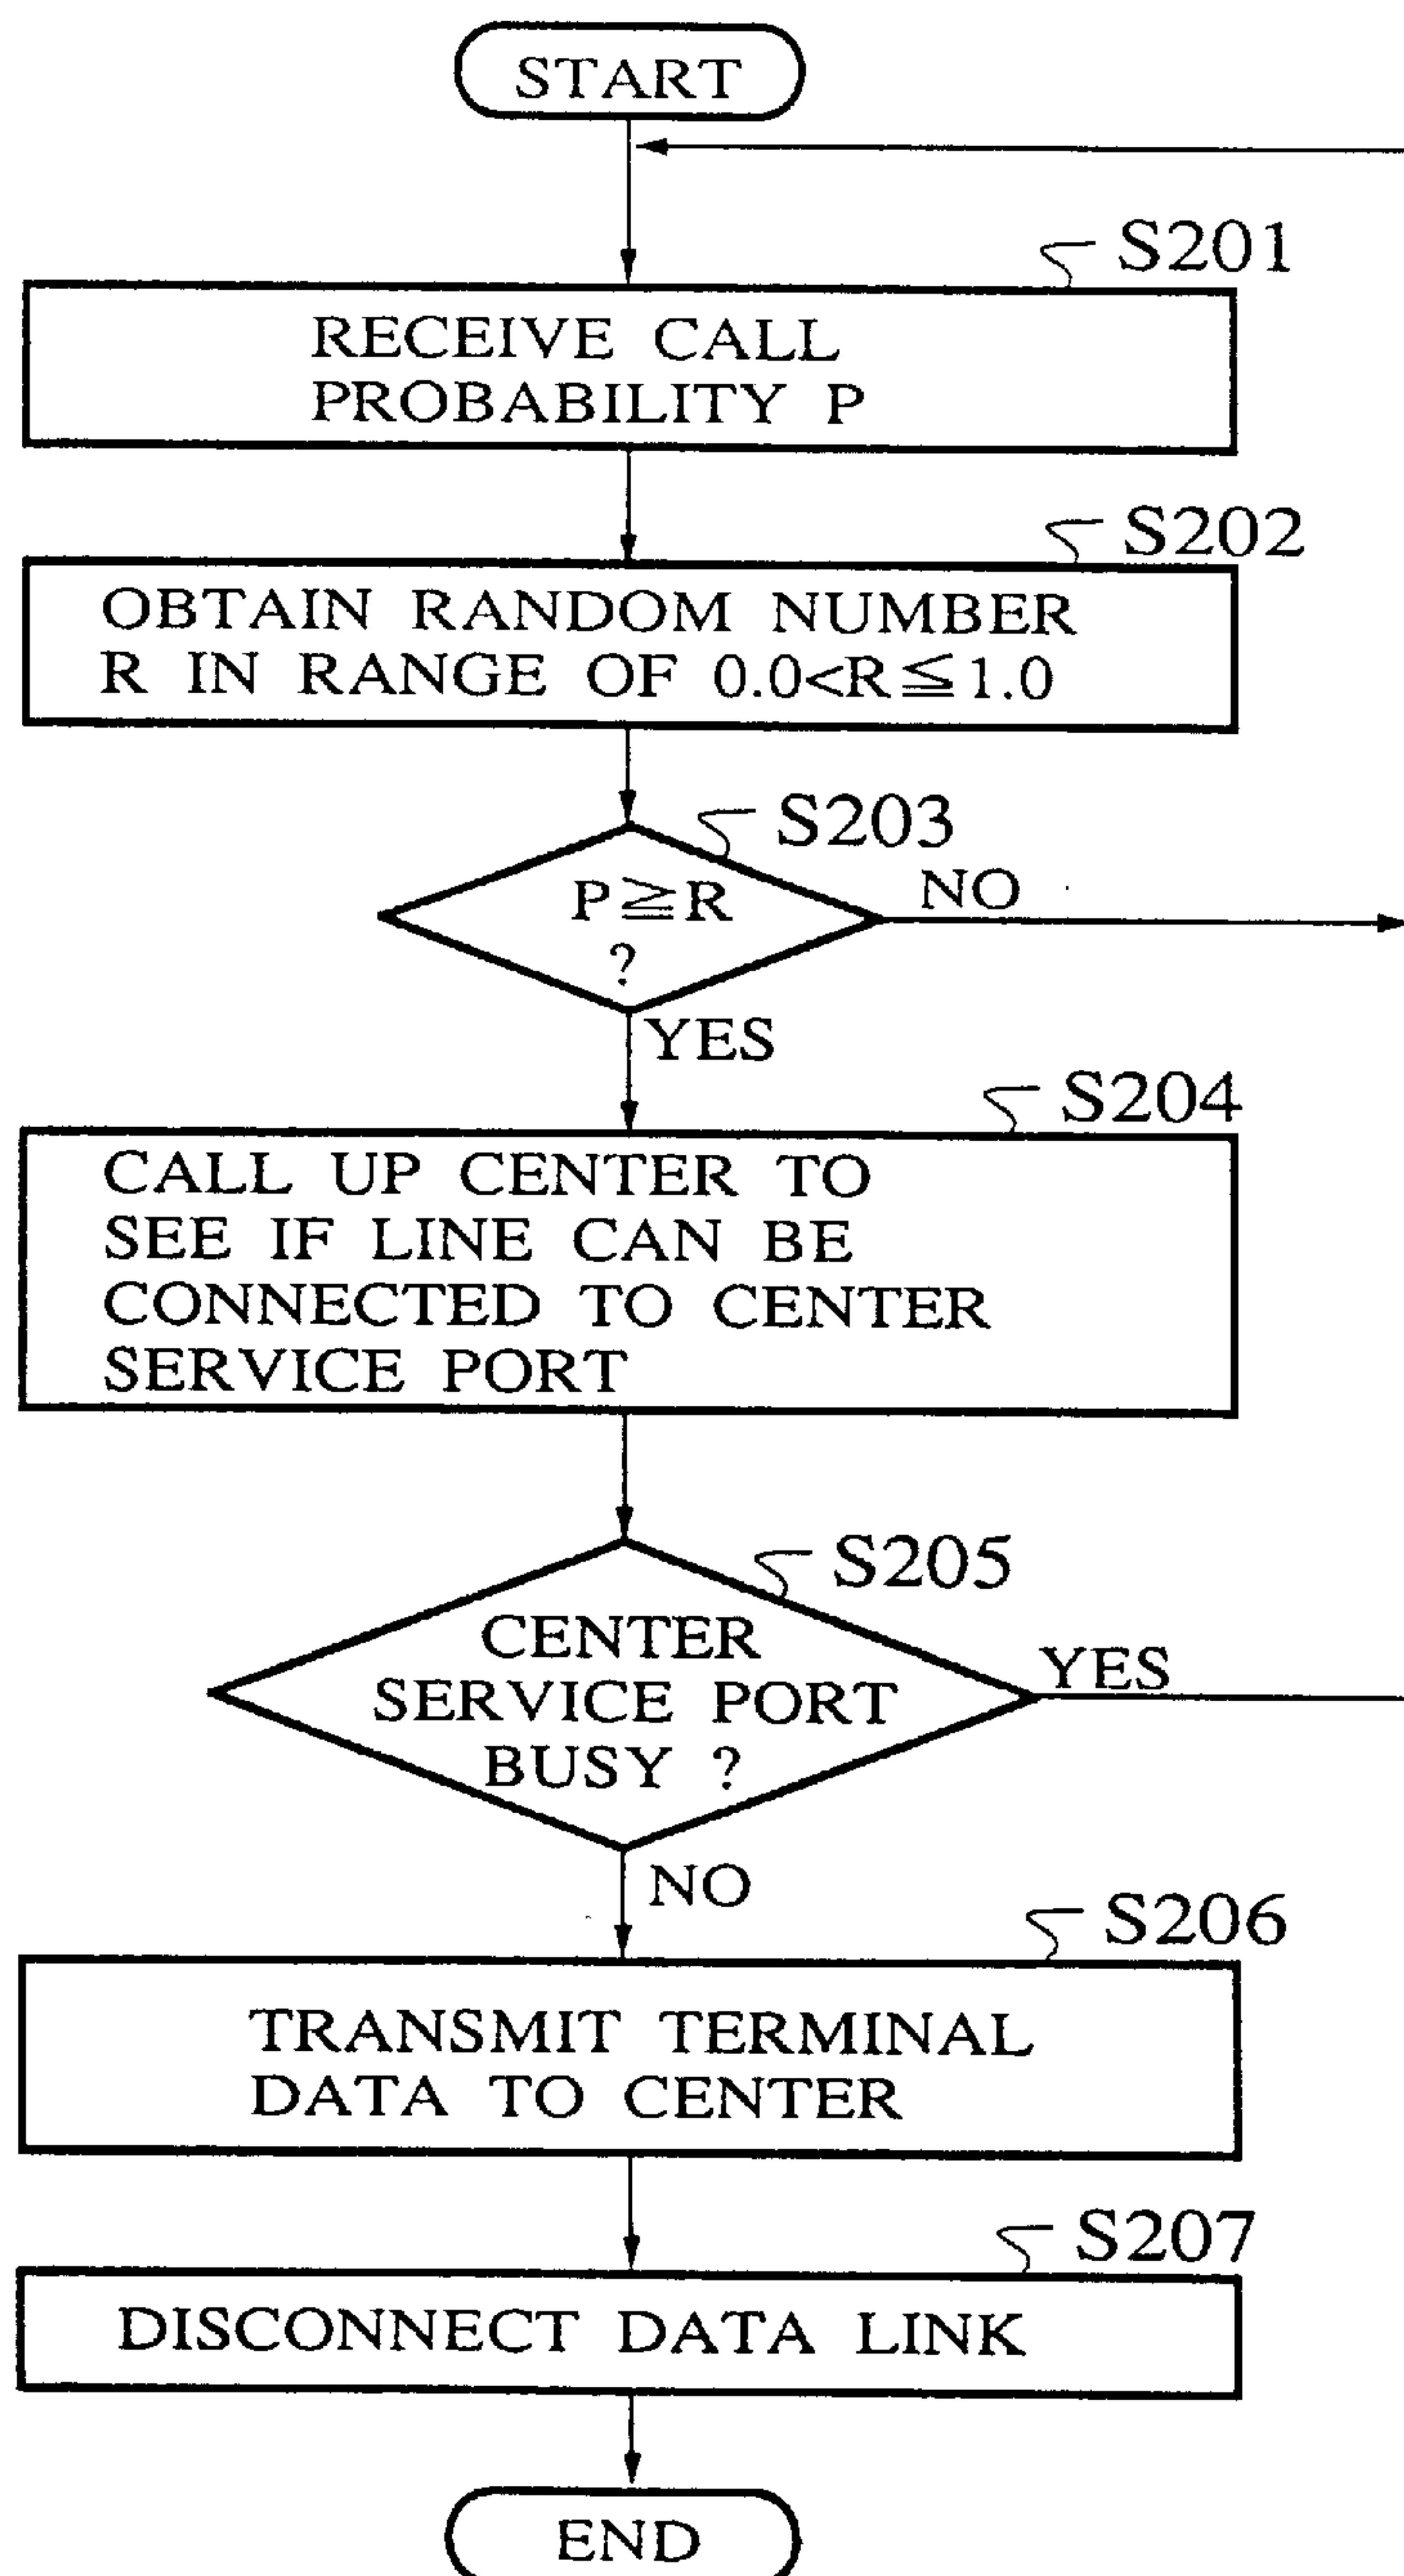 START
S201
RECEIVE CALL
PROBABILITY P
S202
OBTAIN RANDOM NUMBER
R IN RANGE OF 0.0<R≦1.0
S203
P≧R
?
NO
YES
S204
CALL UP CENTER TO
SEE IF LINE CAN BE
CONNECTED TO CENTER
SERVICE PORT
S205
CENTER
SERVICE PORT
BUSY ?
YES
NO
S206
TRANSMIT TERMINAL
DATA TO CENTER
S207
DISCONNECT DATA LINK
END